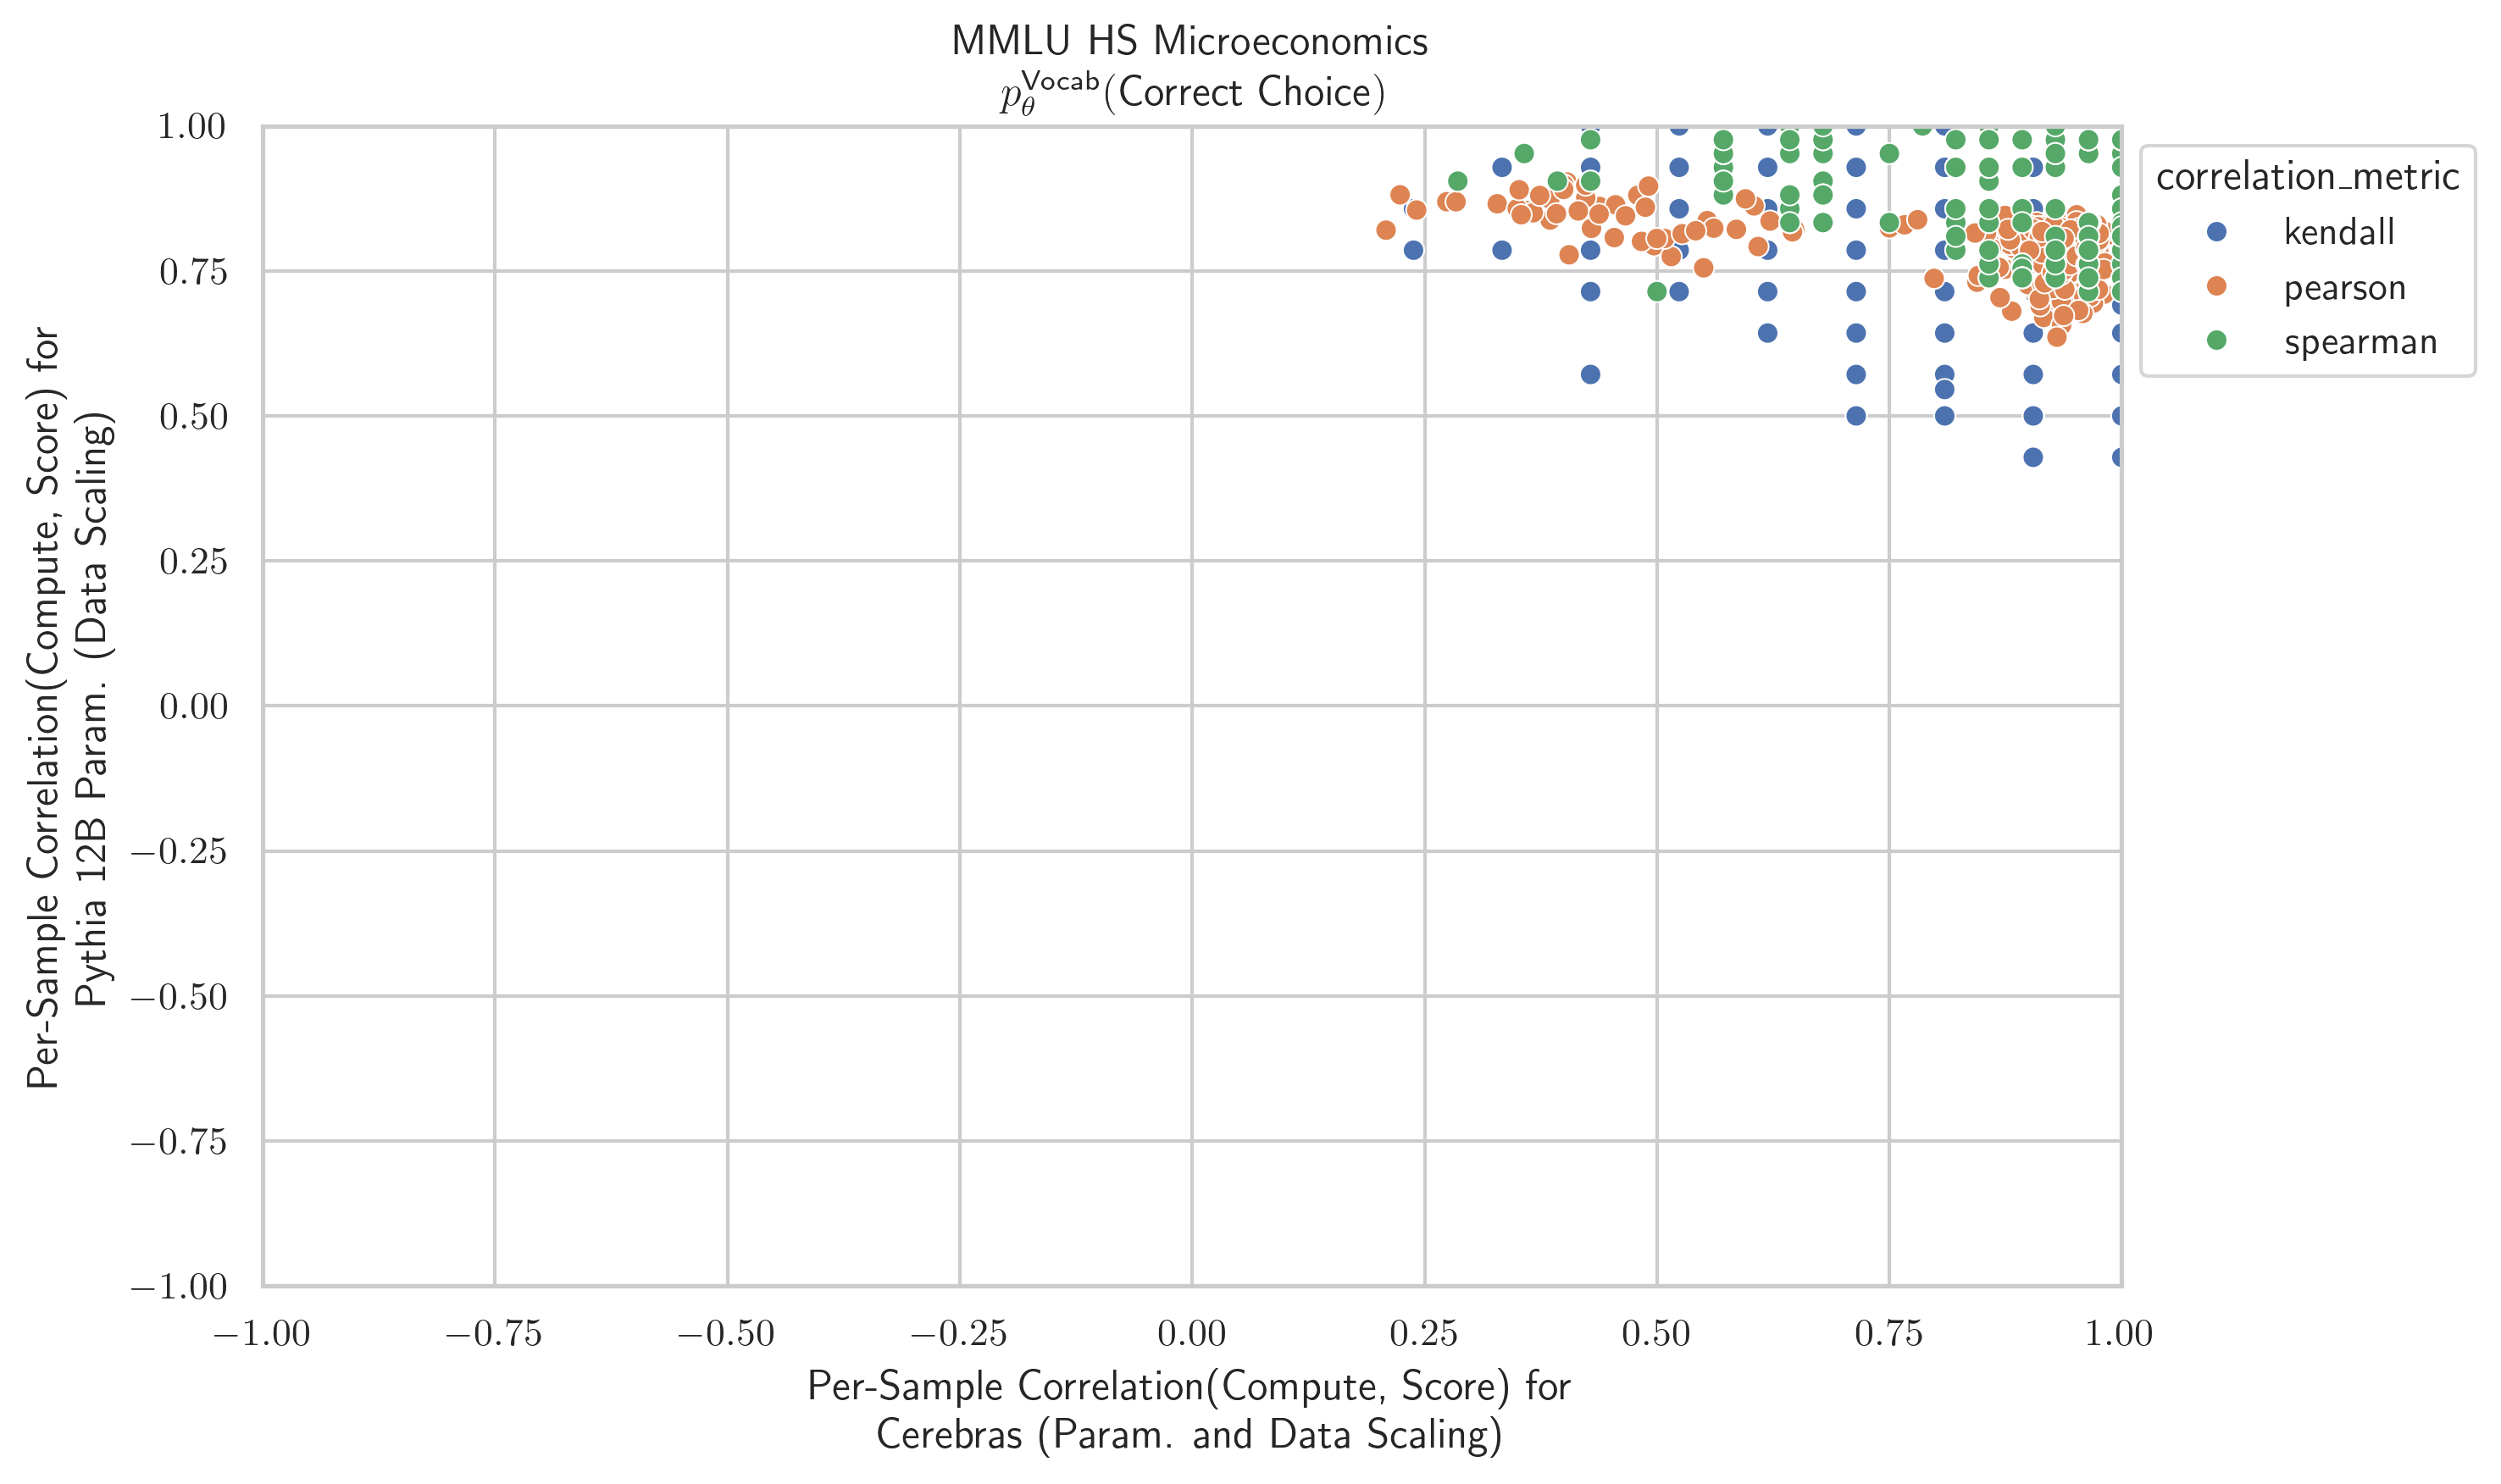 MMLU HS Microeconomics
p_θ^Vocab(Correct Choice)
1.00
0.75
0.50
0.25
0.00
−0.25
−0.50
−0.75
−1.00
Per-Sample Correlation(Compute, Score) for
Pythia 12B Param. (Data Scaling)
−1.00 −0.75 −0.50 −0.25 0.00 0.25 0.50 0.75 1.00
Per-Sample Correlation(Compute, Score) for
Cerebras (Param. and Data Scaling)
correlation_metric
kendall
pearson
spearman